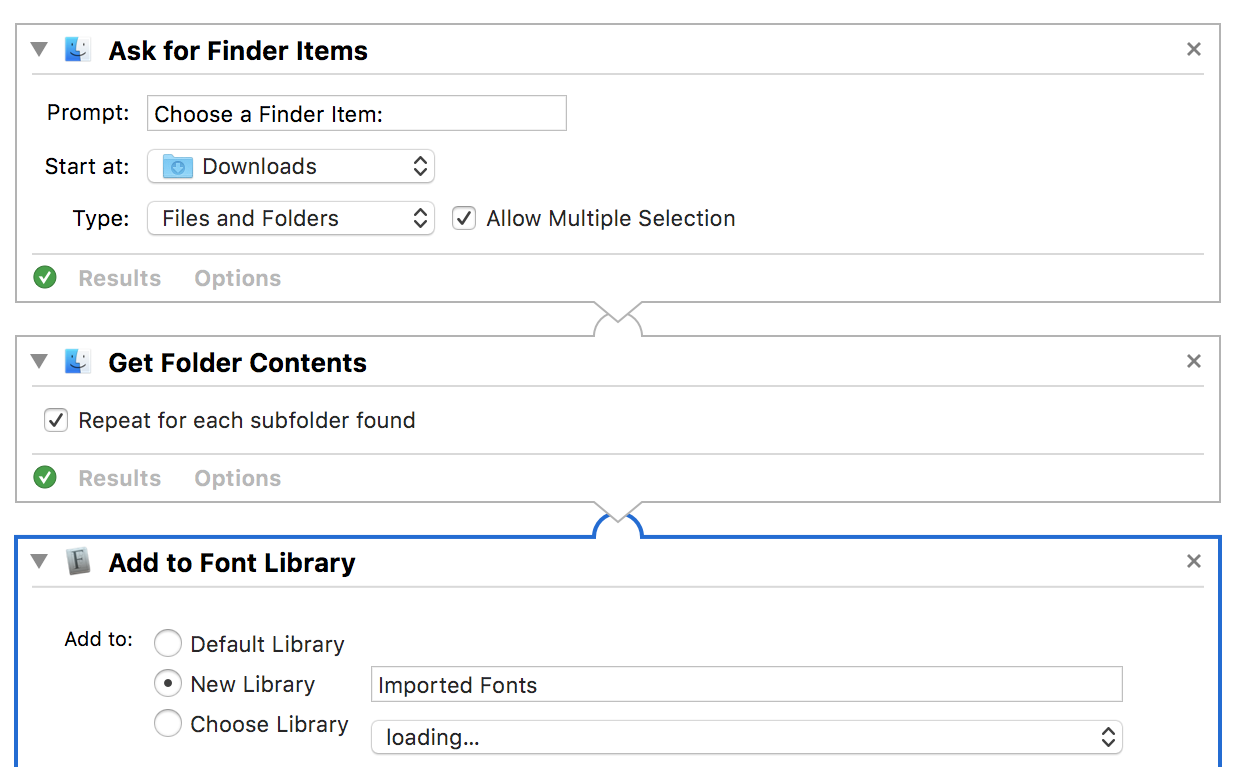 Ask for Finder Items
Prompt: Choose a Finder Item:
Start at: Downloads
Type: Files and Folders Allow Multiple Selection
Results Options
Get Folder Contents
Repeat for each subfolder found
Results Options
F Add to Font Library
Add to: Default Library
New Library Imported Fonts
Choose Library loading...